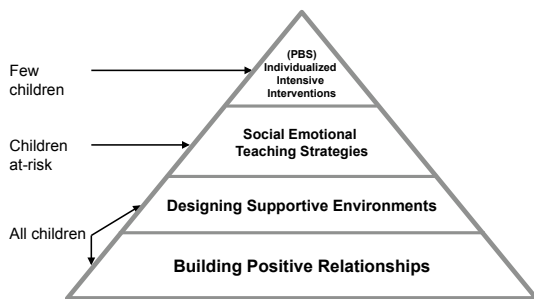 (PBS)
Individualized
Intensive
Interventions
Few
children
Social Emotional
Teaching Strategies
Children
at-risk
Designing Supportive Environments
All children
Building Positive Relationships